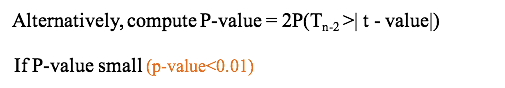 Alternatively, compute P-value = 2P(Tₙ₋₂ >| t - value|)
If P-value small (p-value<0.01)